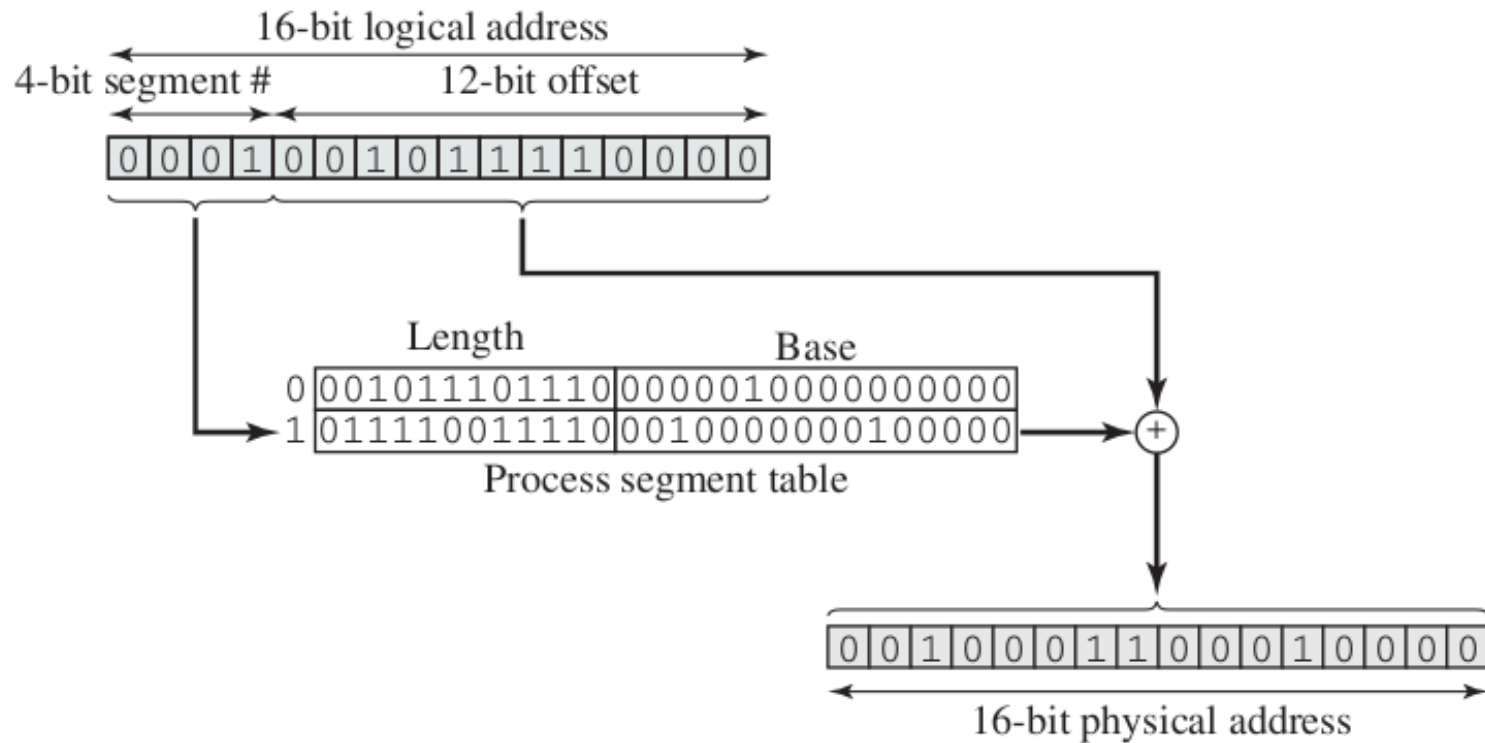 16-bit logical address
4-bit segment # 12-bit offset
0 0 0 1 0 0 1 0 1 1 1 1 0 0 0 0
Length Base
0 001011101110 0000010000000000
1 011110011110 0010000000100000
+
Process segment table
0 0 1 0 0 0 1 1 0 0 0 1 0 0 0 0
16-bit physical address